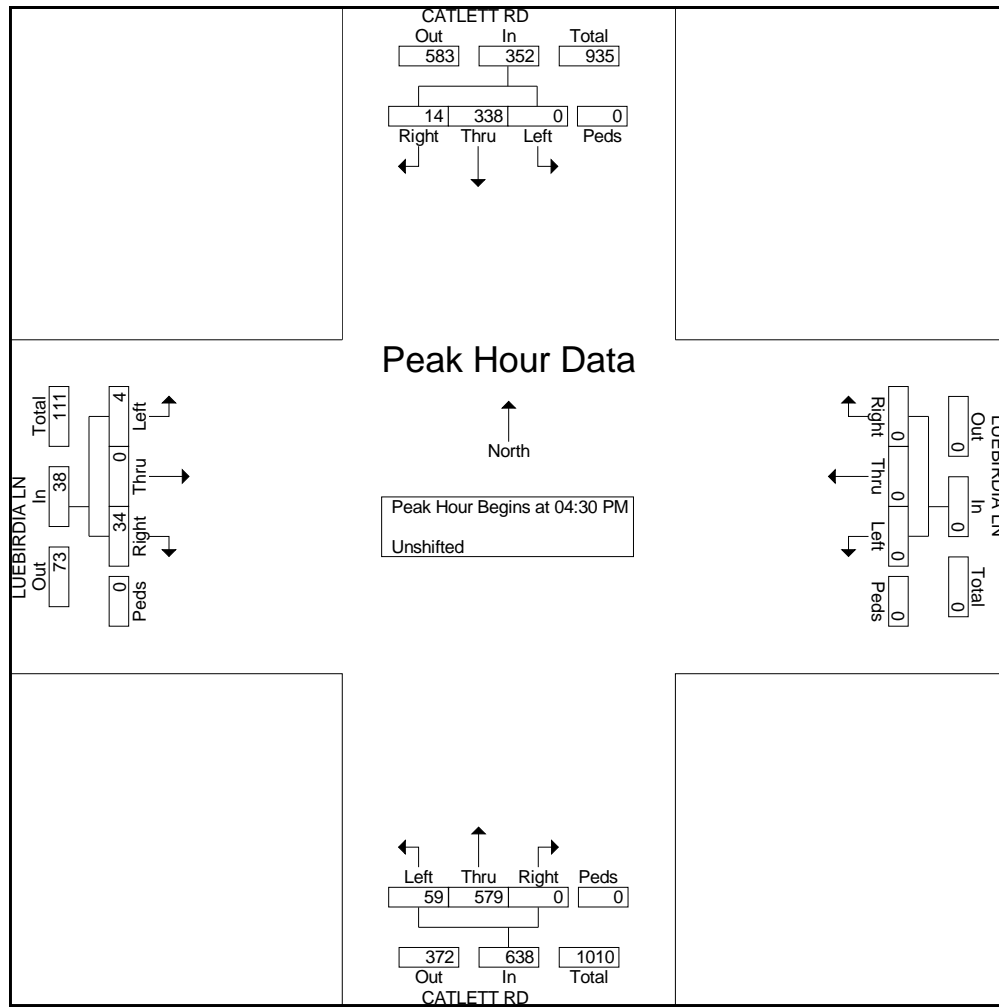 CATLETT RD
Out In Total
583 352 935
14 338 0 0
Right Thru Left Peds
Peak Hour Data
North
Peak Hour Begins at 04:30 PM
Unshifted
LUEBIRDIA LN
Out In Total
73 38 111
4 0 34 0
Left Thru Right Peds
LUEBIRDIA LN
Out In Total
0 0 0
0 0 0 0
Right Thru Left Peds
Left Thru Right Peds
59 579 0 0
372 638 1010
Out In Total
CATLETT RD